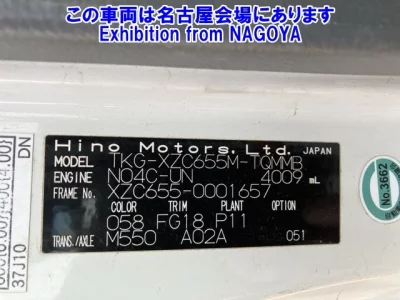 この車両は名古屋会場にあります
Exhibition from NAGOYA
Hino Motors, Ltd. JAPAN
MODEL TKG-XZC655M-TQMMB
ENGINE N04C-UN 4009 mL
FRAME No. XZC655-0001657
COLOR TRIM PLANT OPTION
058 FG18 P11
TRANS./AXLE M550 A02A 051
DN
37J10
No.3662